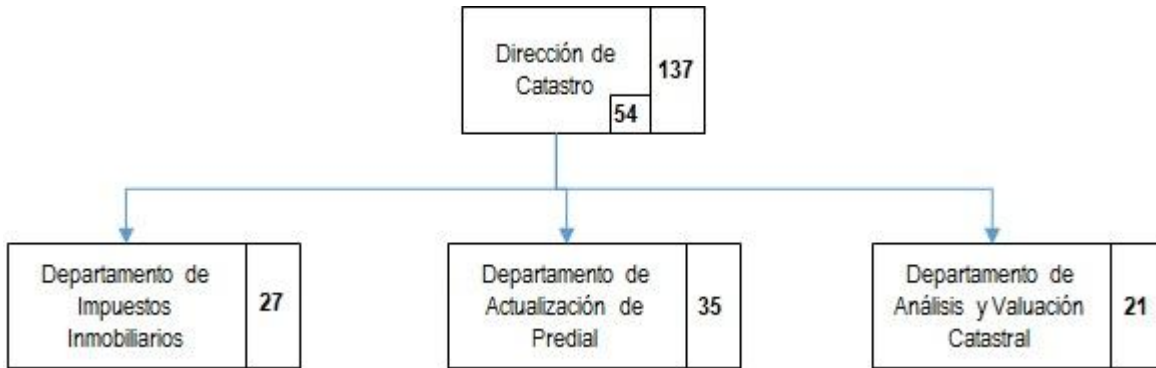 Dirección de
Catastro
137
54
Departamento de
Impuestos
Inmobiliarios
27
Departamento de
Actualización de
Predial
35
Departamento de
Análisis y Valuación
Catastral
21